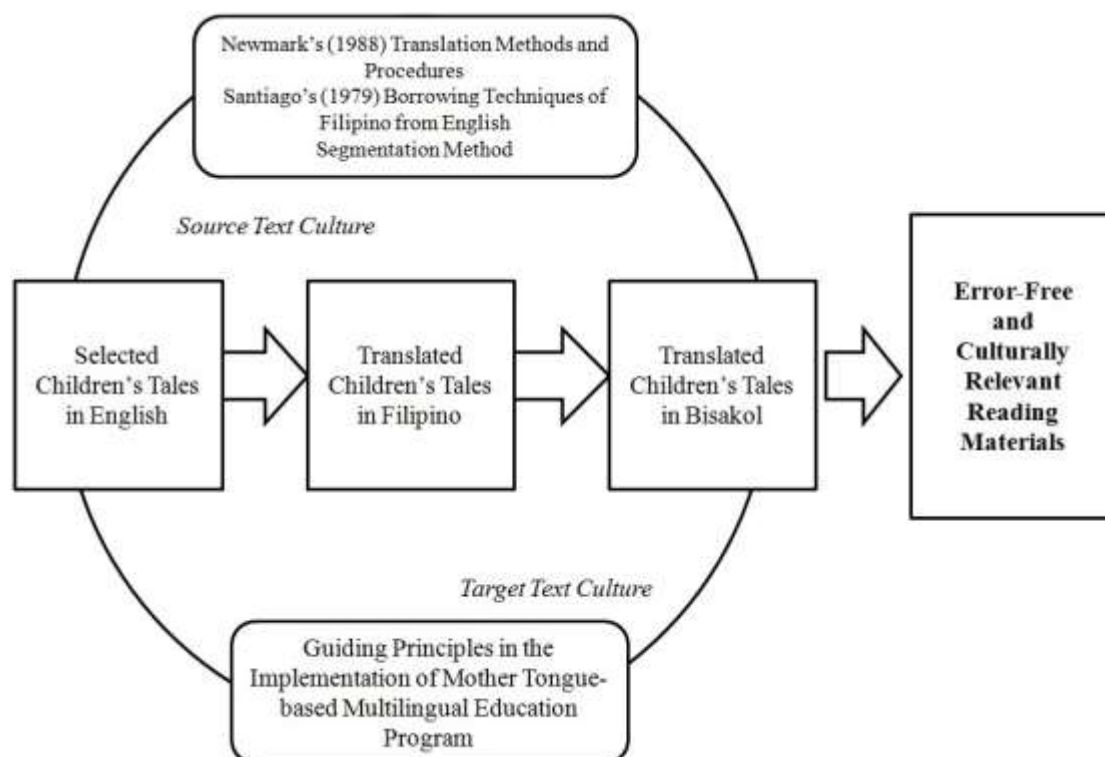 Newmark's (1988) Translation Methods and
Procedures
Santiago's (1979) Borrowing Techniques of
Filipino from English
Segmentation Method
Source Text Culture
Selected
Children's Tales
in English
Translated
Children's Tales
in Filipino
Translated
Children's Tales
in Bisakol
Error-Free
and
Culturally
Relevant
Reading
Materials
Target Text Culture
Guiding Principles in the
Implementation of Mother Tongue-
based Multilingual Education
Program